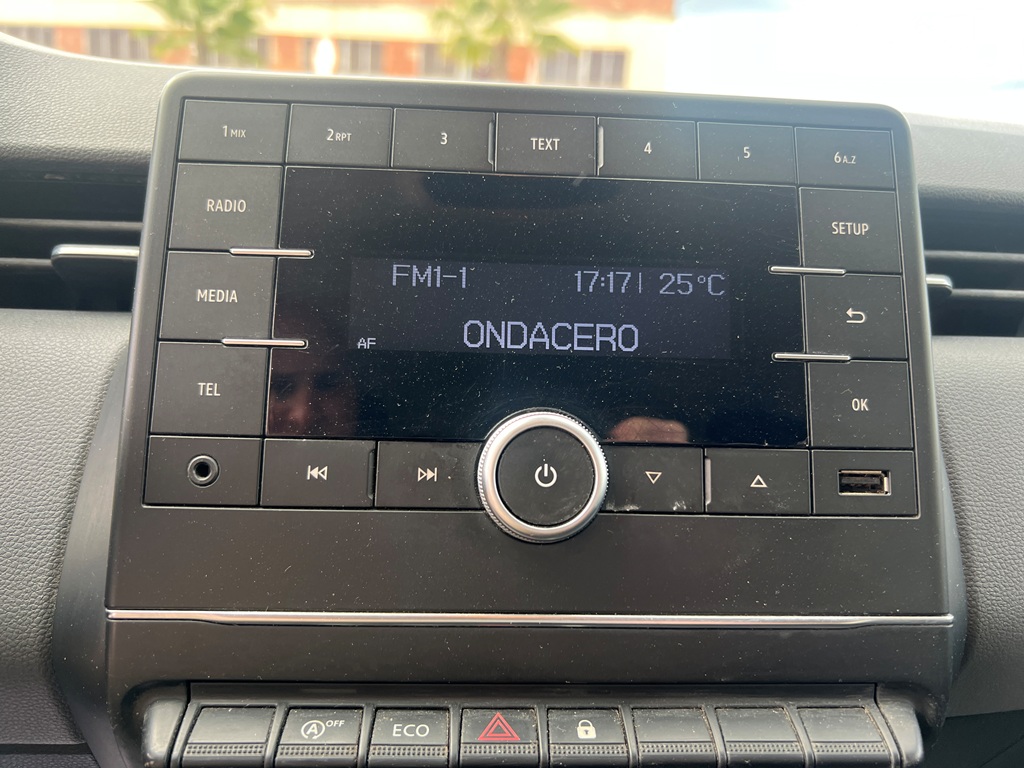 1 MIX 2 RPT 3 TEXT 4 5 6 A.Z
RADIO
SETUP
MEDIA
FM1-1 17:17 25°C
AF ONDACERO
TEL
OK
A OFF ECO